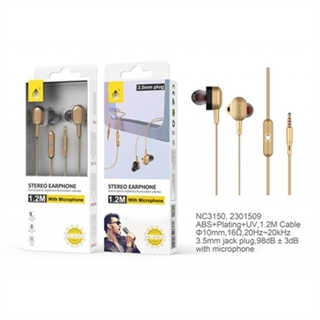 STEREO EARPHONE
1.2M With Microphone
3.5mm plug
STEREO EARPHONE
1.2M With Microphone
NC3150, 2301509
ABS+Plating+UV,1.2M Cable
Φ10mm,16Ω,20Hz~20kHz
3.5mm jack plug,98dB ± 3dB
with microphone